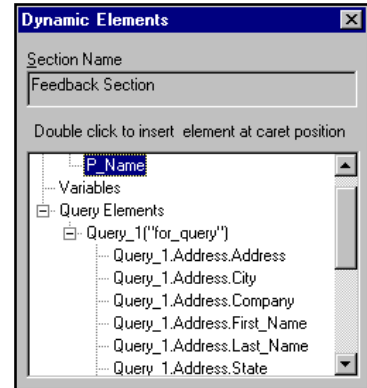 Dynamic Elements
Section Name
Feedback Section
Double click to insert element at caret position
P_Name
Variables
Query Elements
Query_1("for_query")
Query_1.Address.Address
Query_1.Address.City
Query_1.Address.Company
Query_1.Address.First_Name
Query_1.Address.Last_Name
Query_1.Address.State